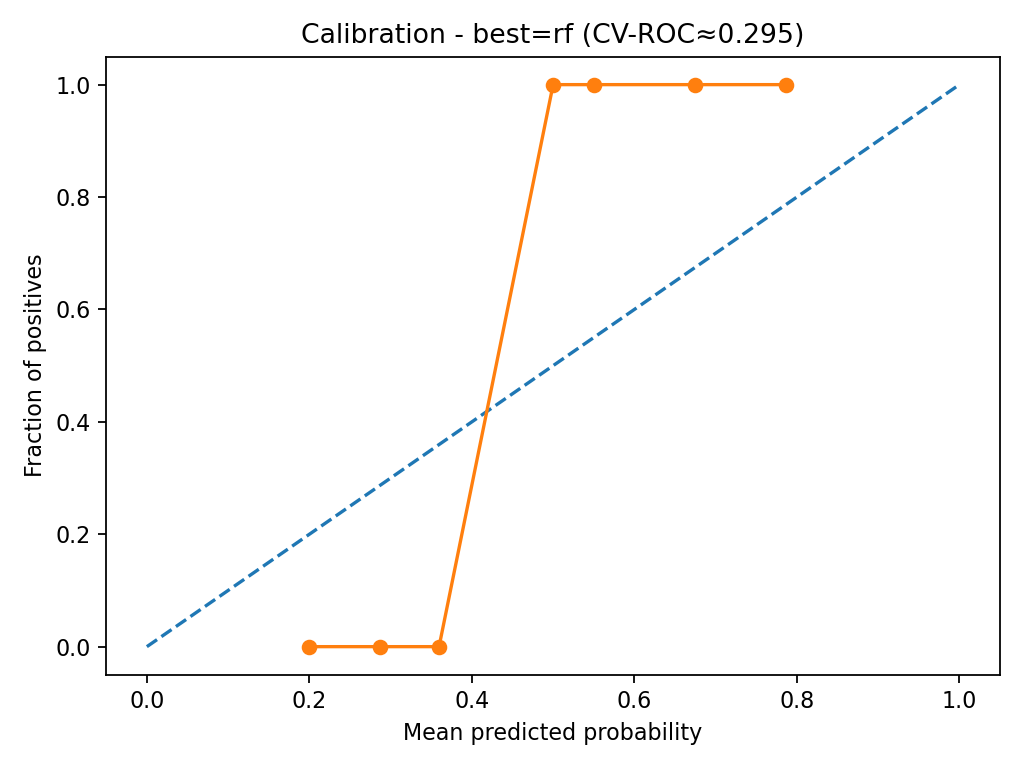 Calibration - best=rf (CV-ROC≈0.295)
Fraction of positives
1.0
0.8
0.6
0.4
0.2
0.0
0.0 0.2 0.4 0.6 0.8 1.0
Mean predicted probability